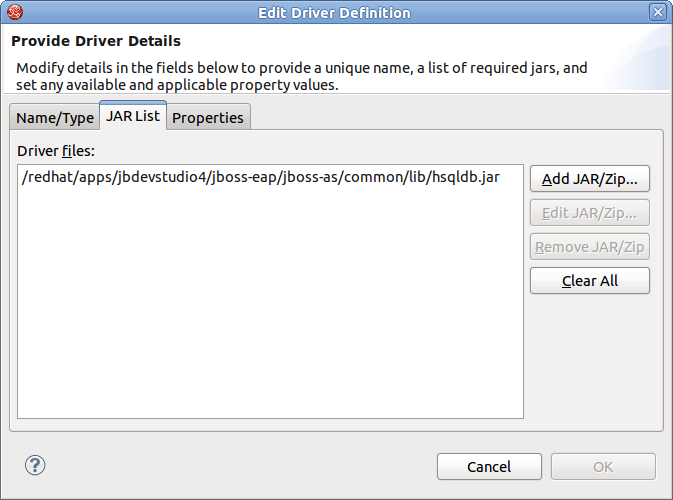 Edit Driver Definition
Provide Driver Details
Modify details in the fields below to provide a unique name, a list of required jars, and
set any available and applicable property values.
Name/Type JAR List Properties
Driver files:
/redhat/apps/jbdevstudio4/jboss-eap/jboss-as/common/lib/hsqldb.jar
Add JAR/Zip...
Edit JAR/Zip...
Remove JAR/Zip
Clear All
? Cancel OK